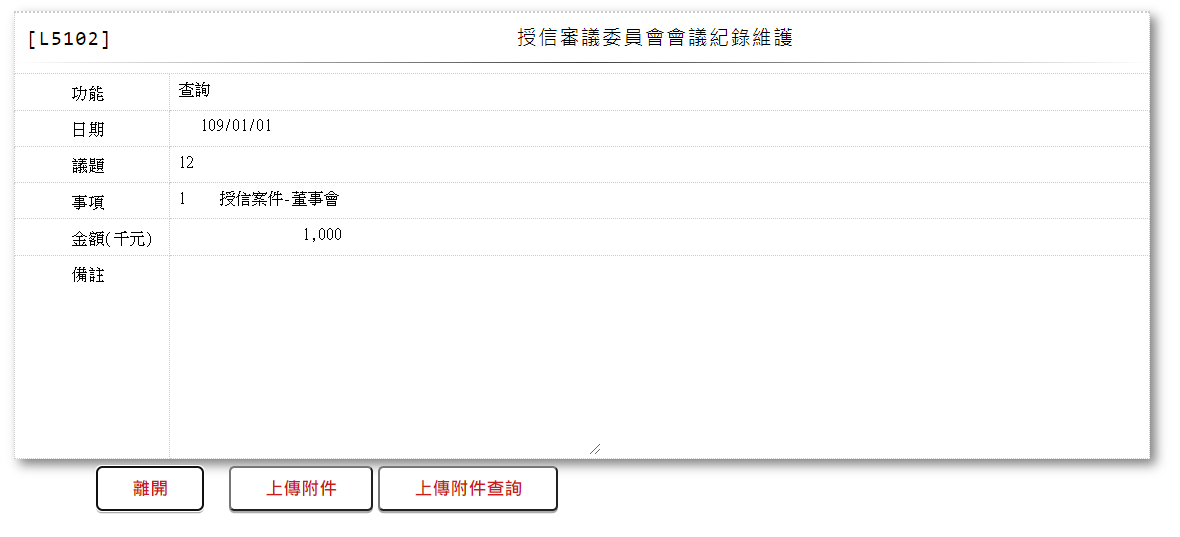 [L5102] 授信審議委員會會議紀錄維護
功能 查詢
日期 109/01/01
議題 12
事項 1 授信案件-董事會
金額(千元) 1,000
備註
離開 上傳附件 上傳附件查詢